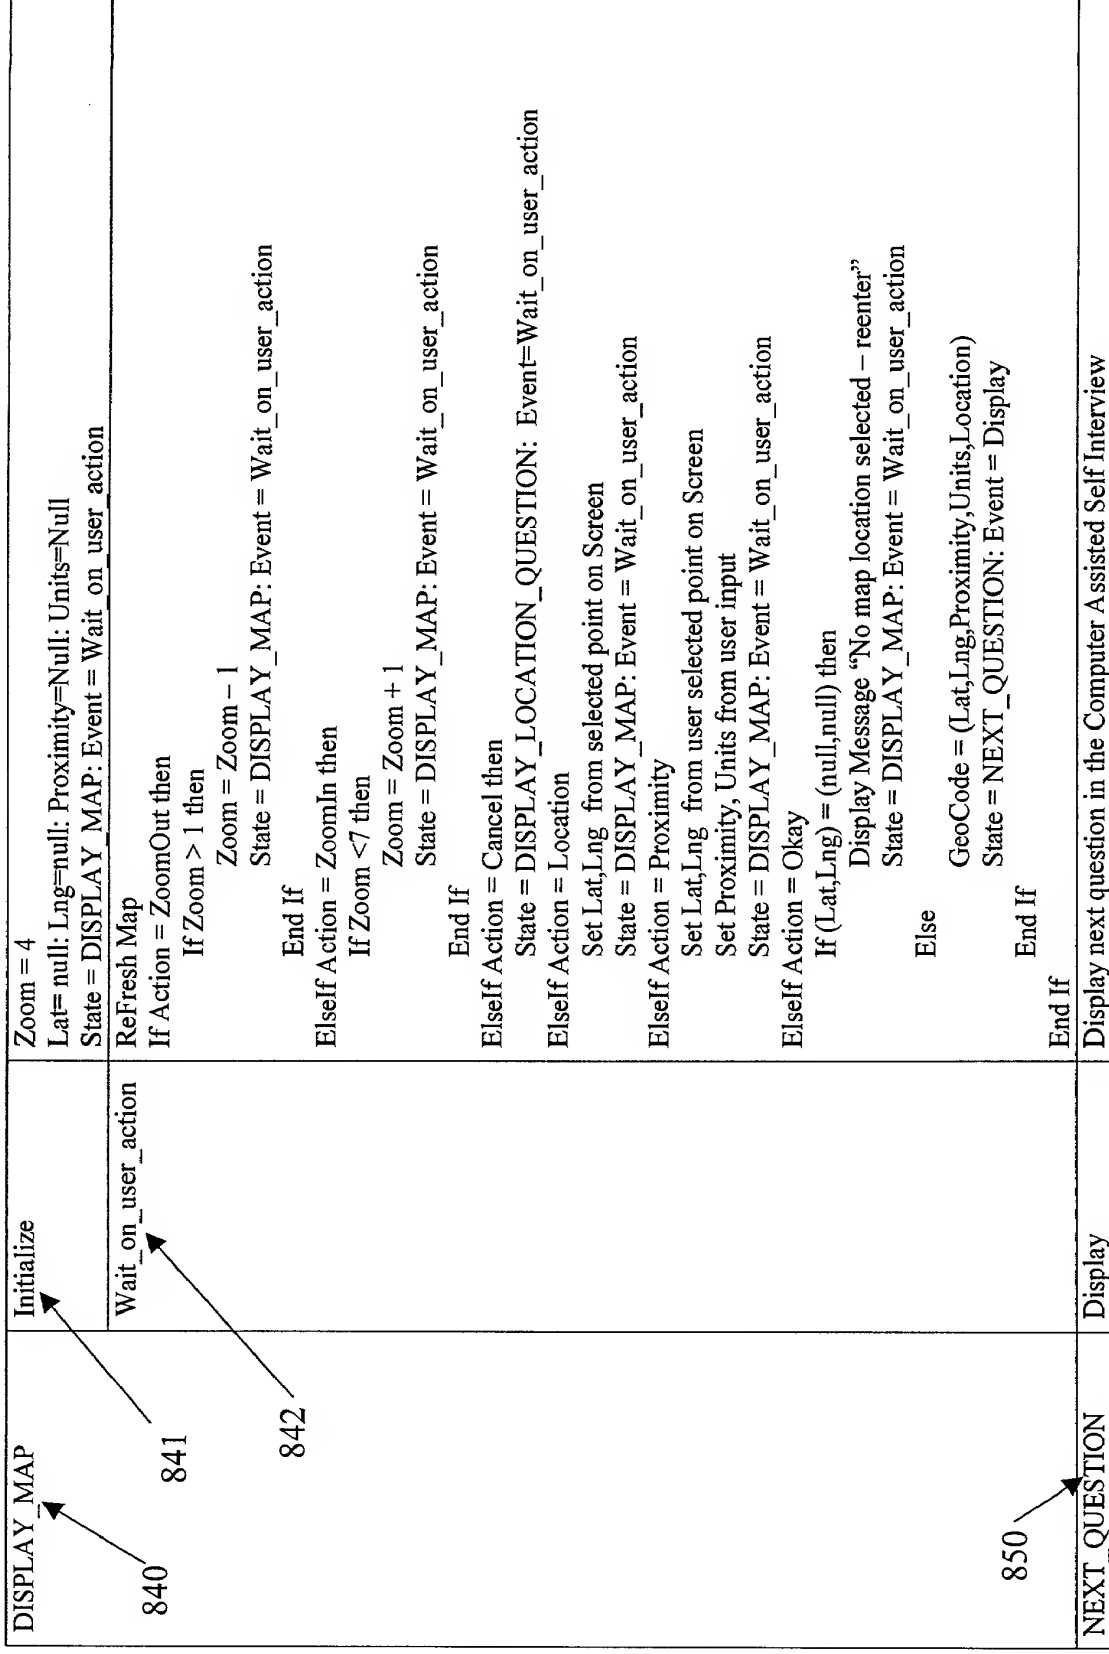 DISPLAY_MAP
840
841
842
Initialize
Zoom = 4
Lat= null: Lng=null: Proximity=Null: Units=Null
State = DISPLAY_MAP: Event = Wait_on_user_action
Wait_on_user_action
ReFresh Map
If Action = ZoomOut then
If Zoom > 1 then
Zoom = Zoom – 1
State = DISPLAY_MAP: Event = Wait_on_user_action
End If
ElseIf Action = ZoomIn then
If Zoom <7 then
Zoom = Zoom + 1
State = DISPLAY_MAP: Event = Wait_on_user_action
End If
ElseIf Action = Cancel then
State = DISPLAY_LOCATION_QUESTION: Event=Wait_on_user_action
ElseIf Action = Location
Set Lat,Lng from selected point on Screen
State = DISPLAY_MAP: Event = Wait_on_user_action
ElseIf Action = Proximity
Set Lat,Lng from user selected point on Screen
Set Proximity, Units from user input
State = DISPLAY_MAP: Event = Wait_on_user_action
ElseIf Action = Okay
If (Lat,Lng) = (null,null) then
Display Message “No map location selected – reenter”
State = DISPLAY_MAP: Event = Wait_on_user_action
Else
GeoCode = (Lat,Lng,Proximity,Units,Location)
State = NEXT_QUESTION: Event = Display
End If
End If
850
NEXT_QUESTION
Display
Display next question in the Computer Assisted Self Interview